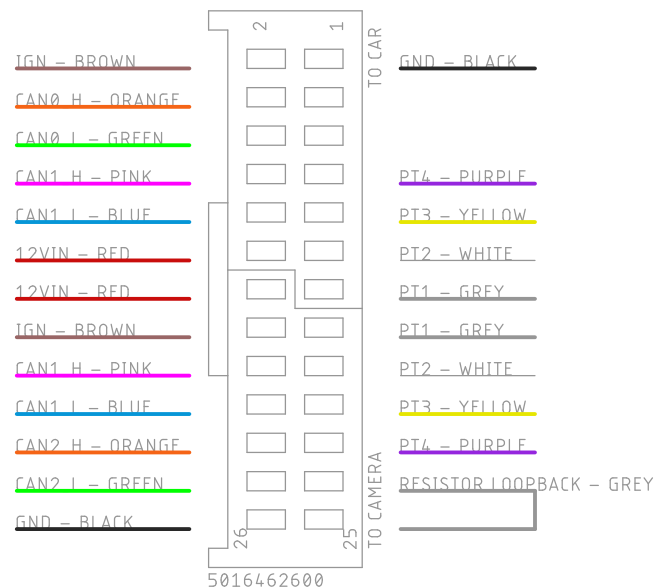 2 1
IGN - BROWN
GND - BLACK
TO CAR
CAN0 H - ORANGE
CAN0 L - GREEN
CAN1 H - PINK
PT4 - PURPLE
CAN1 L - BLUE
PT3 - YELLOW
12VIN - RED
PT2 - WHITE
12VIN - RED
PT1 - GREY
IGN - BROWN
PT1 - GREY
CAN1 H - PINK
PT2 - WHITE
CAN1 L - BLUE
PT3 - YELLOW
CAN2 H - ORANGE
PT4 - PURPLE
CAN2 L - GREEN
RESISTOR LOOPBACK - GREY
TO CAMERA
GND - BLACK
26 25
5016462600